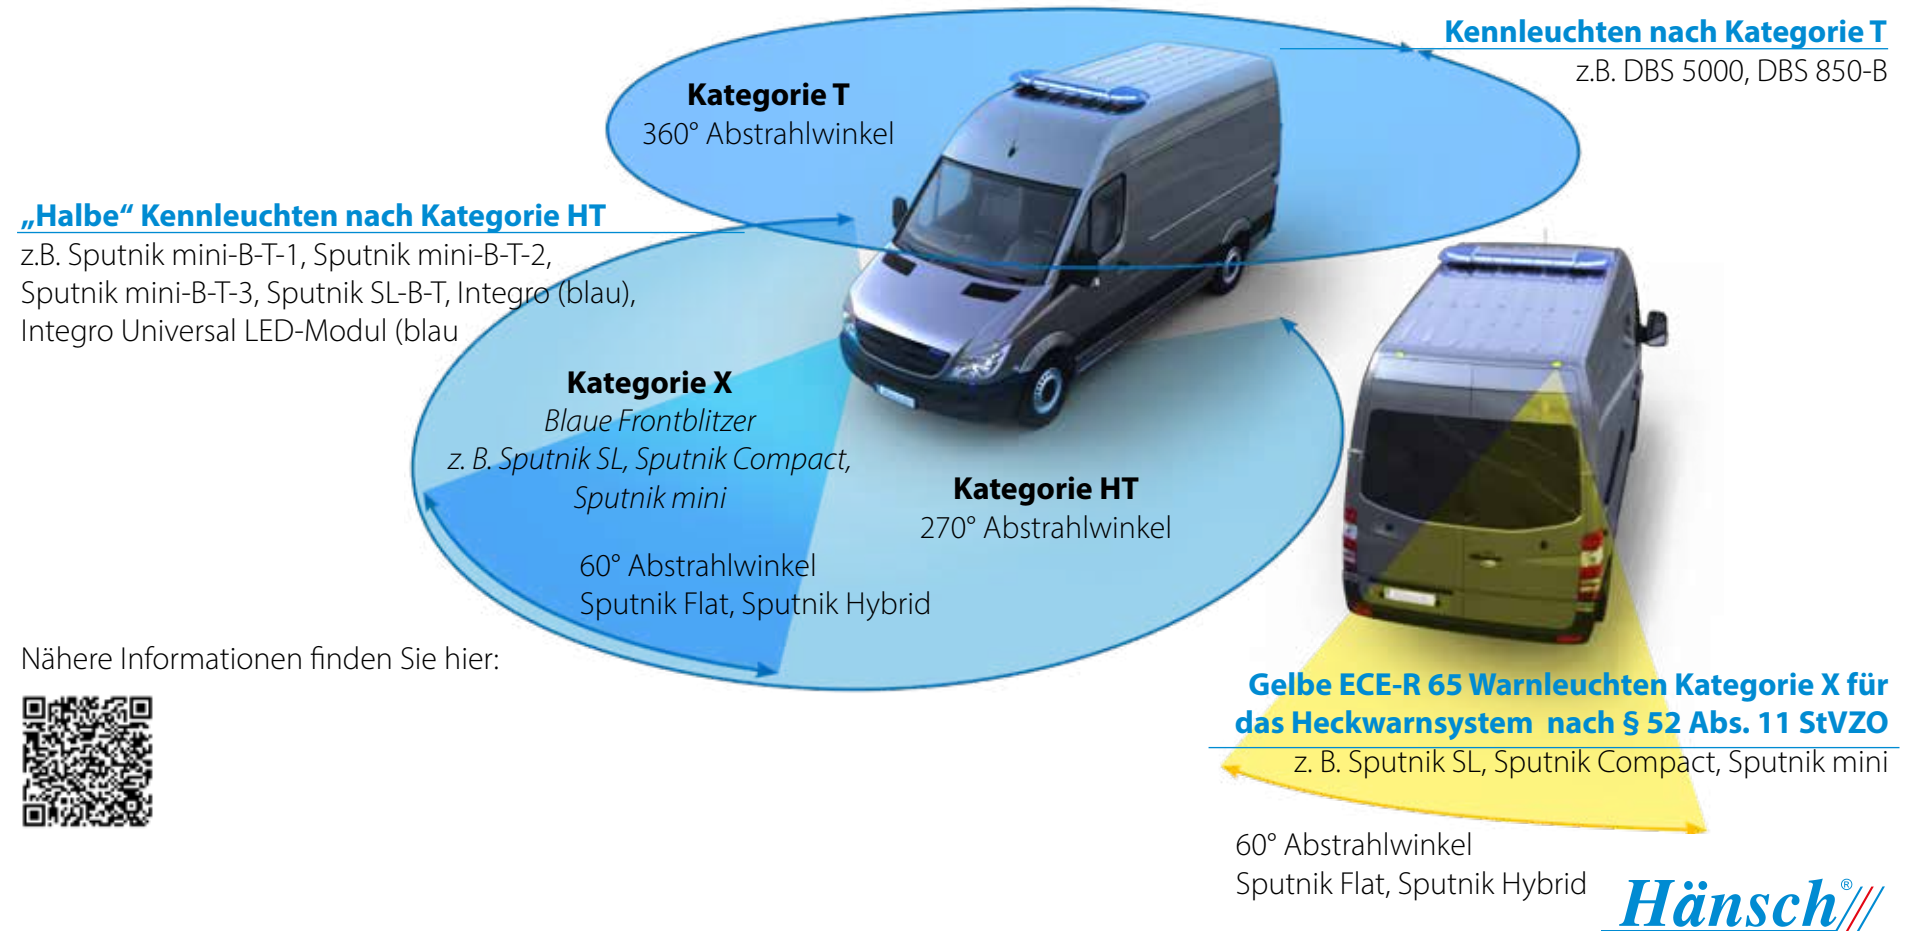 Kennleuchten nach Kategorie T
z.B. DBS 5000, DBS 850-B
Kategorie T
360° Abstrahlwinkel
„Halbe“ Kennleuchten nach Kategorie HT
z.B. Sputnik mini-B-T-1, Sputnik mini-B-T-2,
Sputnik mini-B-T-3, Sputnik SL-B-T, Integro (blau),
Integro Universal LED-Modul (blau
Kategorie X
Blaue Frontblitzer
z. B. Sputnik SL, Sputnik Compact,
Sputnik mini
60° Abstrahlwinkel
Sputnik Flat, Sputnik Hybrid
Kategorie HT
270° Abstrahlwinkel
Nähere Informationen finden Sie hier:
Gelbe ECE-R 65 Warnleuchten Kategorie X für
das Heckwarnsystem nach § 52 Abs. 11 StVZO
z. B. Sputnik SL, Sputnik Compact, Sputnik mini
60° Abstrahlwinkel
Sputnik Flat, Sputnik Hybrid
Hänsch®